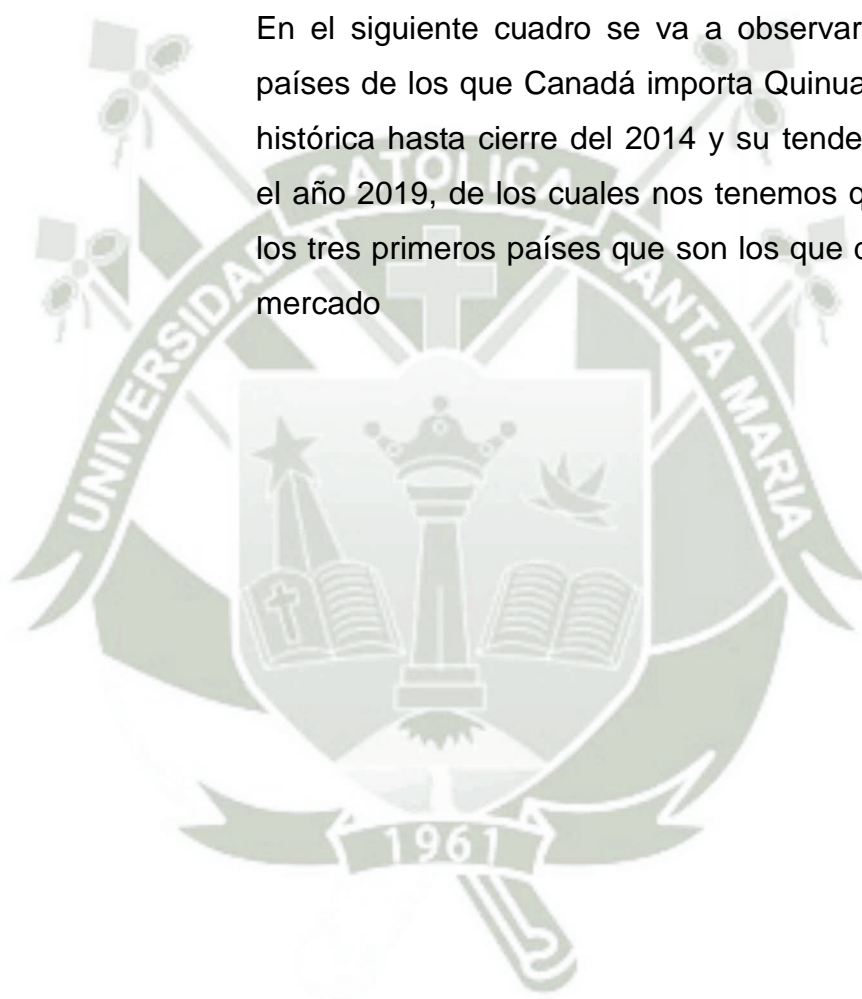 En el siguiente cuadro se va a observar
países de los que Canadá importa Quinua
histórica hasta cierre del 2014 y su tende
el año 2019, de los cuales nos tenemos q
los tres primeros países que son los que
mercado
UNIVERSIDAD CATOLICA SANTA MARIA
1961